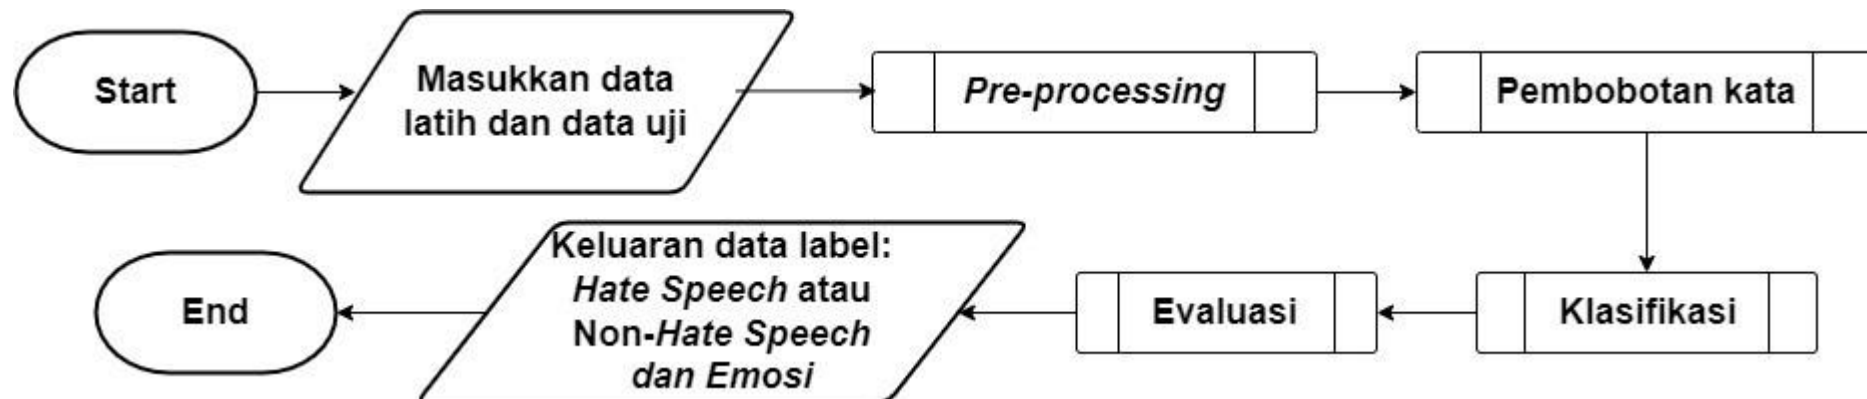 Start
Masukkan data
latih dan data uji
Pre-processing
Pembobotan kata
Klasifikasi
Evaluasi
Keluaran data label:
Hate Speech atau
Non-Hate Speech
dan Emosi
End